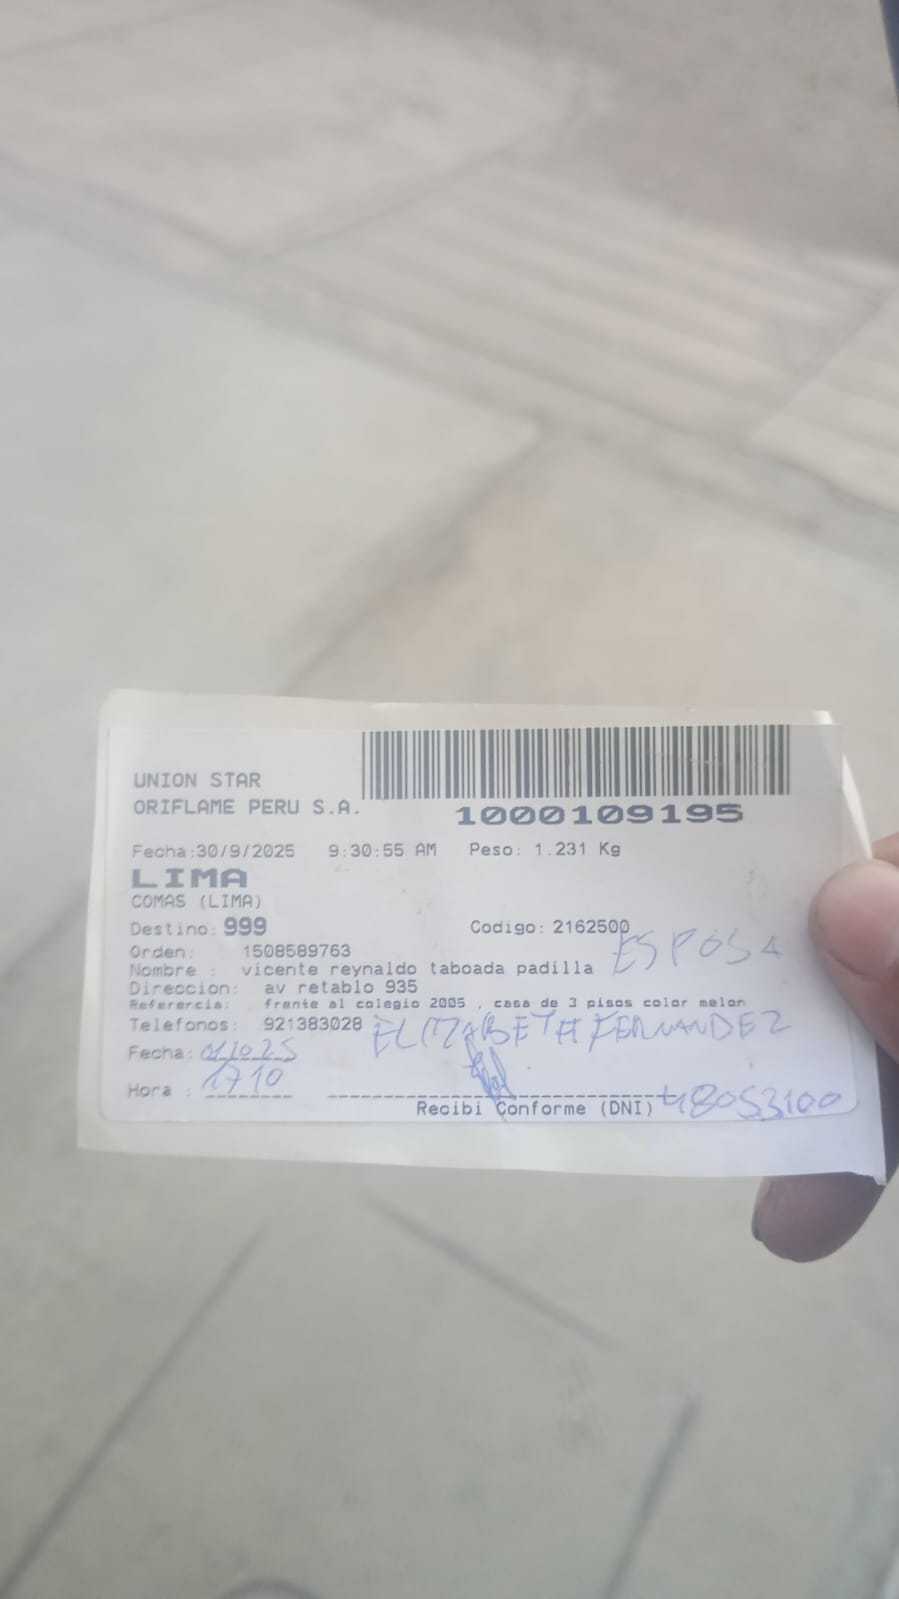 UNION STAR
ORIFLAME PERU S.A.
1000109195
Fecha:30/9/2025 9:30:55 AM Peso: 1.231 Kg
LIMA
COMAS (LIMA)
Destino: 999 Codigo: 2162500
ESPOSA
Orden: 1508589763
Nombre : vicente reynaldo taboada padilla
Direccion: av retablo 935
Referercia: frente al colegio 2005 , casa de 3 pisos color melon
Telefonos: 921383028
ELIZABETH FERNANDEZ
Fecha: 01/10 25
Hora : 1710
Recibi Conforme (DNI) 48053100